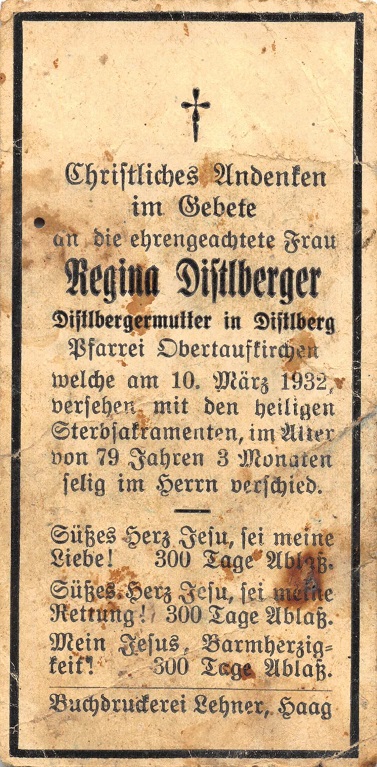 Christliches Andenken
im Gebete
an die ehrengeachtete Frau
Regina Distlberger
Distlbergermutter in Distlberg
Pfarrei Obertaufkirchen
welche am 10. März 1932,
versehen mit den heiligen
Sterbsakramenten, im Alter
von 79 Jahren 3 Monaten
selig im Herrn verschied.
Süßes Herz Jesu, sei meine
Liebe! 300 Tage Ablaß.
Süßes Herz Jesu, sei meine
Rettung! 300 Tage Ablaß.
Mein Jesus, Barmherzig-
keit! 300 Tage Ablaß.
Buchdruckerei Lehner, Haag